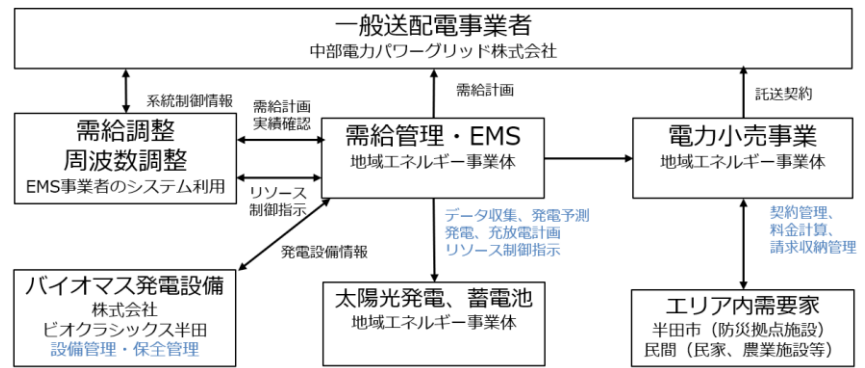 一般送配電事業者
中部電力パワーグリッド株式会社
系統制御情報
需給計画
託送契約
需給調整
周波数調整
EMS事業者のシステム利用
需給計画
実績確認
リソース
制御指示
需給管理・EMS
地域エネルギー事業体
電力小売事業
地域エネルギー事業体
発電設備情報
データ収集、発電予測
発電、充放電計画
リソース制御指示
契約管理、
料金計算、
請求収納管理
バイオマス発電設備
株式会社
ビオクラシックス半田
設備管理・保全管理
太陽光発電、蓄電池
地域エネルギー事業体
エリア内需要家
半田市（防災拠点施設）
民間（民家、農業施設等）